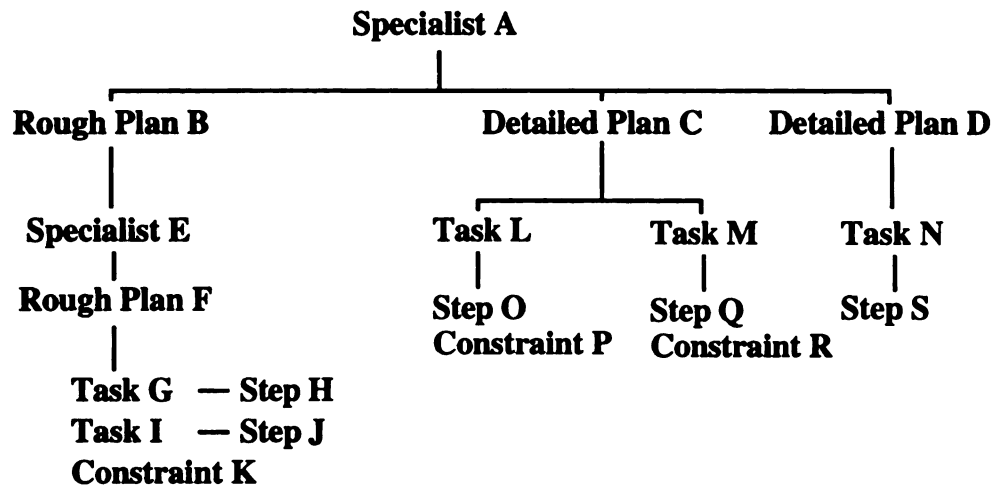 Specialist A
Rough Plan B Detailed Plan C Detailed Plan D
Specialist E Task L Task M Task N
Rough Plan F Step O Step Q Step S
Constraint P Constraint R
Task G — Step H
Task I — Step J
Constraint K